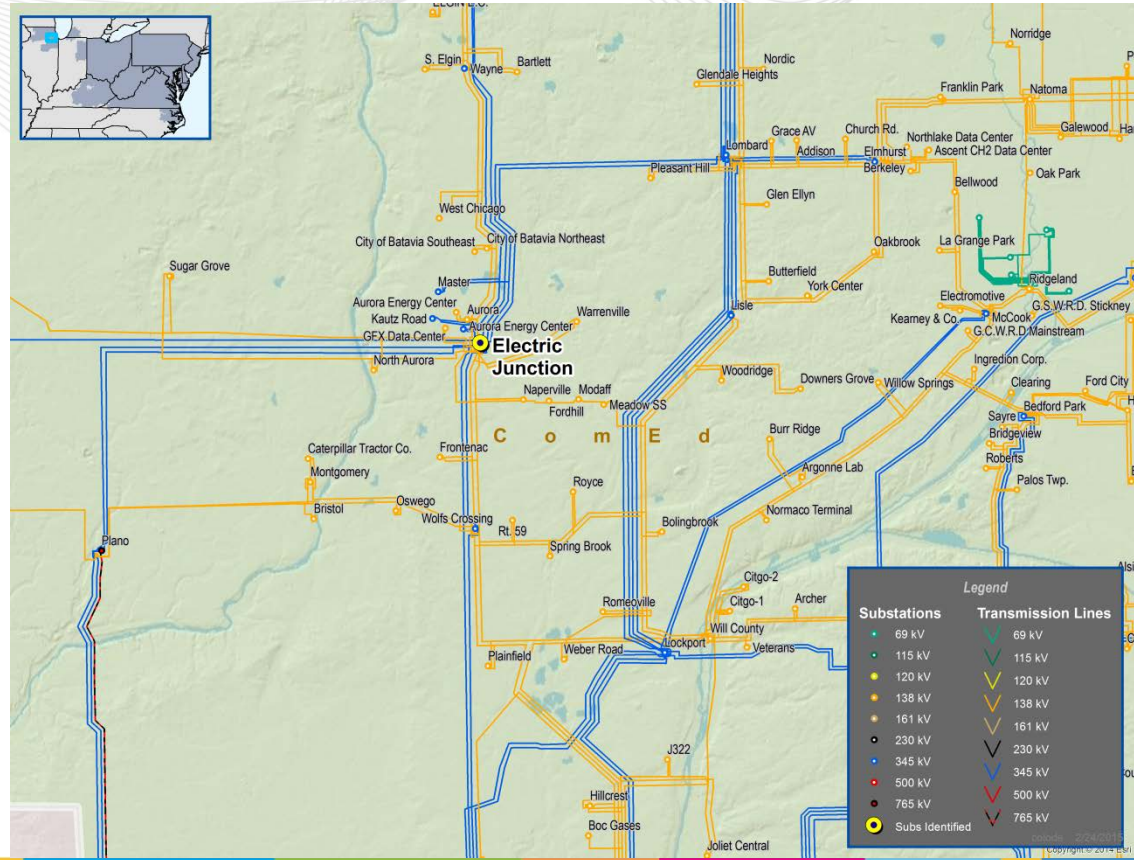 ELGIN E.C.
S. Elgin
Wayne
Bartlett
Nordic
Glendale Heights
Norridge
Franklin Park
Natoma
Galewood
Grace AV
Church Rd.
Northlake Data Center
Lombard
Addison
Elmhurst
Ascent CH2 Data Center
Pleasant Hill
Berkeley
Oak Park
Bellwood
Glen Ellyn
West Chicago
City of Batavia Southeast
City of Batavia Northeast
Oakbrook
La Grange Park
Sugar Grove
Master
Butterfield
York Center
Ridgeland
Aurora Energy Center
Aurora
Kautz Road
Aurora Energy Center
Warrenville
Lisle
Electromotive
G.S.W.R.D. Stickney
Kearney & Co.
McCook
GFX Data Center
G.C.W.R.D.Mainstream
Electric
Junction
North Aurora
Woodridge
Ingredion Corp.
Naperville
Modaff
Downers Grove
Willow Springs
Clearing
Ford City
Fordhill
Meadow SS
Sayre
Bedford Park
ComEd
Burr Ridge
Bridgeview
Caterpillar Tractor Co.
Frontenac
Roberts
Montgomery
Argonne Lab
Palos Twp.
Royce
Bristol
Oswego
Wolfs Crossing
Rt. 59
Bolingbrook
Normaco Terminal
Plano
Spring Brook
Citgo-2
Romeoville
Citgo-1
Archer
Will County
Lockport
Veterans
Plainfield
Weber Road
J322
Hillcrest
Boc Gases
Joliet Central
Legend
Substations
69 kV
115 kV
120 kV
138 kV
161 kV
230 kV
345 kV
500 kV
765 kV
Subs Identified
Transmission Lines
69 kV
115 kV
120 kV
138 kV
161 kV
230 kV
345 kV
500 kV
765 kV
Copyright:© 2014 Esri